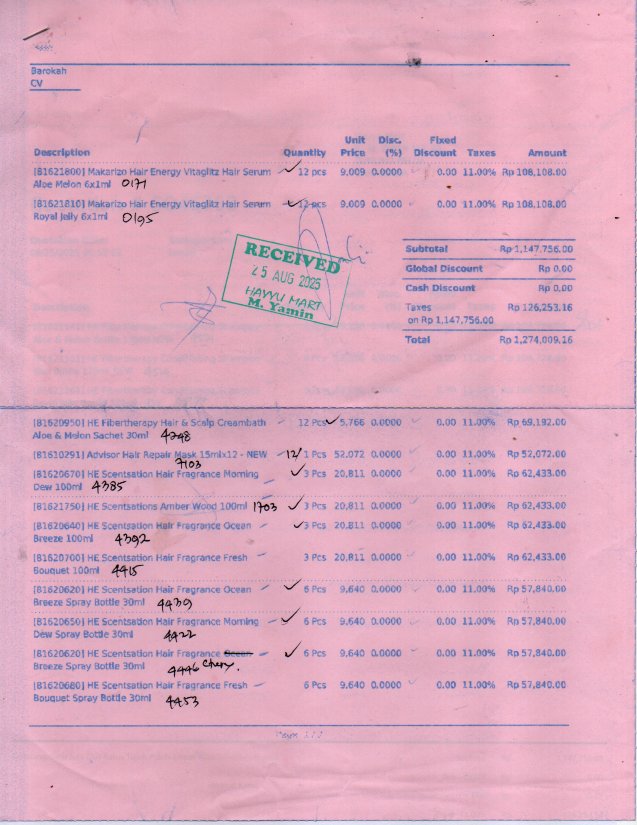 Barokah
CV
Description Quantity Unit Price Disc. (%) Fixed Discount Taxes Amount
[81621800] Makarizo Hair Energy Vitaglitz Hair Serum 12 pcs 9,009 0.0000 0.00 11.00% Rp 108,108.00
Aloe Melon 6x1ml 0171
[81621810] Makarizo Hair Energy Vitaglitz Hair Serum 12 pcs 9,009 0.0000 0.00 11.00% Rp 108,108.00
Royal Jelly 6x1ml 0195
Subtotal Rp 1,147,756.00
Global Discount Rp 0.00
Cash Discount Rp 0.00
Taxes Rp 126,253.16
on Rp 1,147,756.00
Total Rp 1,274,009.16
RECEIVED
25 AUG 2025
HAYYU MART
M. Yamin
[81620950] HE Fibertherapy Hair & Scalp Creambath 12 Pcs 5,766 0.0000 0.00 11.00% Rp 69,192.00
Aloe & Melon Sachet 30ml 4248
[81610291] Advisor Hair Repair Mask 15mlx12 - NEW 12/ 1 Pcs 52,072 0.0000 0.00 11.00% Rp 52,072.00
7103
[81620670] HE Scentsation Hair Fragrance Morning 3 Pcs 20,811 0.0000 0.00 11.00% Rp 62,433.00
Dew 100ml 4385
[81621750] HE Scentsations Amber Wood 100ml 1703 3 Pcs 20,811 0.0000 0.00 11.00% Rp 62,433.00
[81620640] HE Scentsation Hair Fragrance Ocean 3 Pcs 20,811 0.0000 0.00 11.00% Rp 62,433.00
Breeze 100ml 4392
[81620700] HE Scentsation Hair Fragrance Fresh 3 Pcs 20,811 0.0000 0.00 11.00% Rp 62,433.00
Bouquet 100ml 4415
[81620620] HE Scentsation Hair Fragrance Ocean 6 Pcs 9,640 0.0000 0.00 11.00% Rp 57,840.00
Breeze Spray Bottle 30ml 4439
[81620650] HE Scentsation Hair Fragrance Morning 6 Pcs 9,640 0.0000 0.00 11.00% Rp 57,840.00
Dew Spray Bottle 30ml 4422
[81620620] HE Scentsation Hair Fragrance Ocean 6 Pcs 9,640 0.0000 0.00 11.00% Rp 57,840.00
Breeze Spray Bottle 30ml 4446 Chery.
[81620680] HE Scentsation Hair Fragrance Fresh 6 Pcs 9,640 0.0000 0.00 11.00% Rp 57,840.00
Bouquet Spray Bottle 30ml 4453